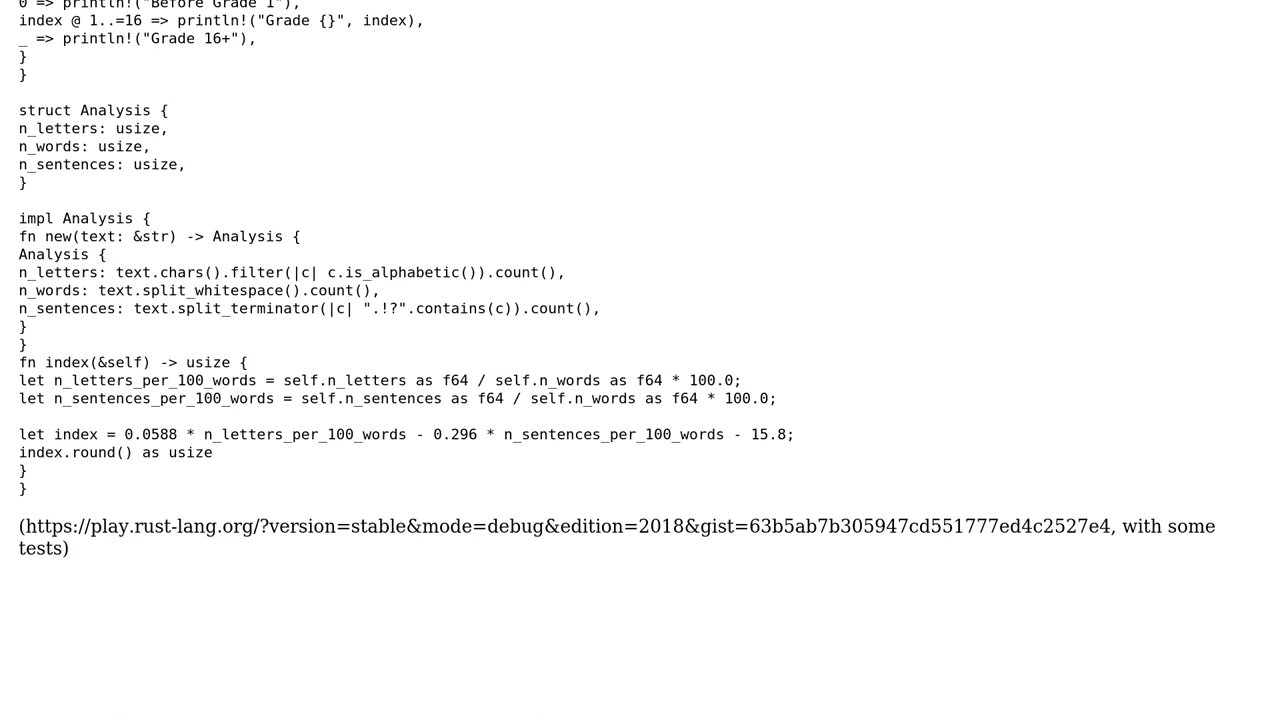 0 => println!("Before Grade 1"),
index @ 1..=16 => println!("Grade {}", index),
_ => println!("Grade 16+"),
}
}

struct Analysis {
n_letters: usize,
n_words: usize,
n_sentences: usize,
}

impl Analysis {
fn new(text: &str) -> Analysis {
Analysis {
n_letters: text.chars().filter(|c| c.is_alphabetic()).count(),
n_words: text.split_whitespace().count(),
n_sentences: text.split_terminator(|c| ".!?".contains(c)).count(),
}
}
fn index(&self) -> usize {
let n_letters_per_100_words = self.n_letters as f64 / self.n_words as f64 * 100.0;
let n_sentences_per_100_words = self.n_sentences as f64 / self.n_words as f64 * 100.0;

let index = 0.0588 * n_letters_per_100_words - 0.296 * n_sentences_per_100_words - 15.8;
index.round() as usize
}
}

(https://play.rust-lang.org/?version=stable&mode=debug&edition=2018&gist=63b5ab7b305947cd551777ed4c2527e4, with some
tests)